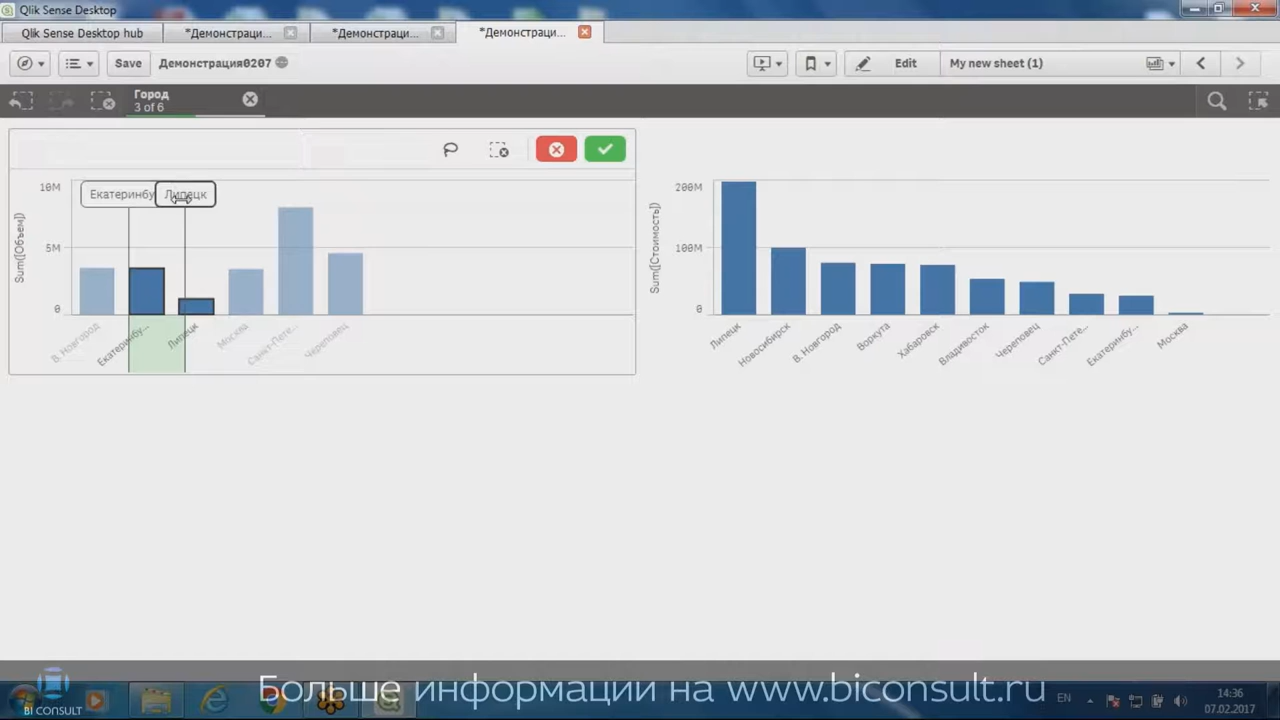 Qlik Sense Desktop
Qlik Sense Desktop hub
*Демонстраци...
*Демонстраци...
*Демонстраци...
Save
Демонстрация0207
Edit
My new sheet (1)
Город
3 of 6
10M
5M
0
Sum([Объем])
Екатеринбу
Липецк
В. Новгород
Екатеринбу...
Липецк
Москва
Санкт-Пете...
Череповец
200M
100M
0
Sum([Стоимость])
Липецк
Новосибирск
В. Новгород
Воркута
Хабаровск
Владивосток
Череповец
Санкт-Пете...
Екатеринбу...
Москва
Больше информации на www.biconsult.ru
BI CONSULT
EN
14:36
07.02.2017